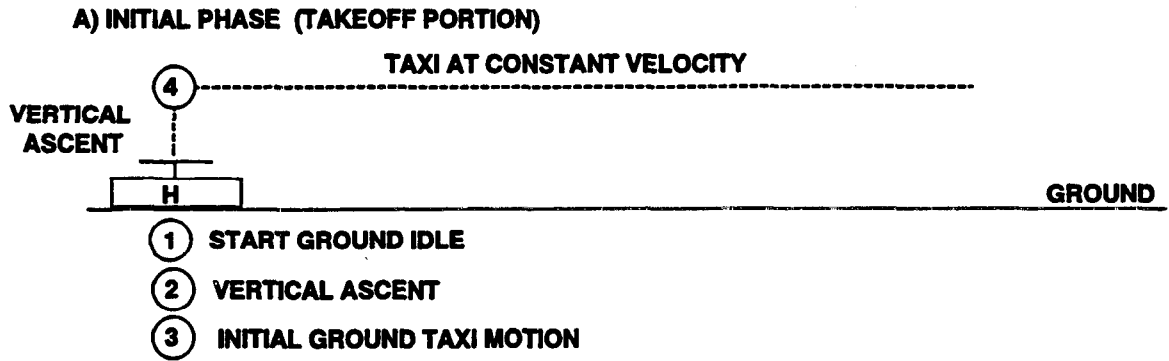 A) INITIAL PHASE (TAKEOFF PORTION)
TAXI AT CONSTANT VELOCITY
4
VERTICAL
ASCENT
H
GROUND
1 START GROUND IDLE
2 VERTICAL ASCENT
3 INITIAL GROUND TAXI MOTION